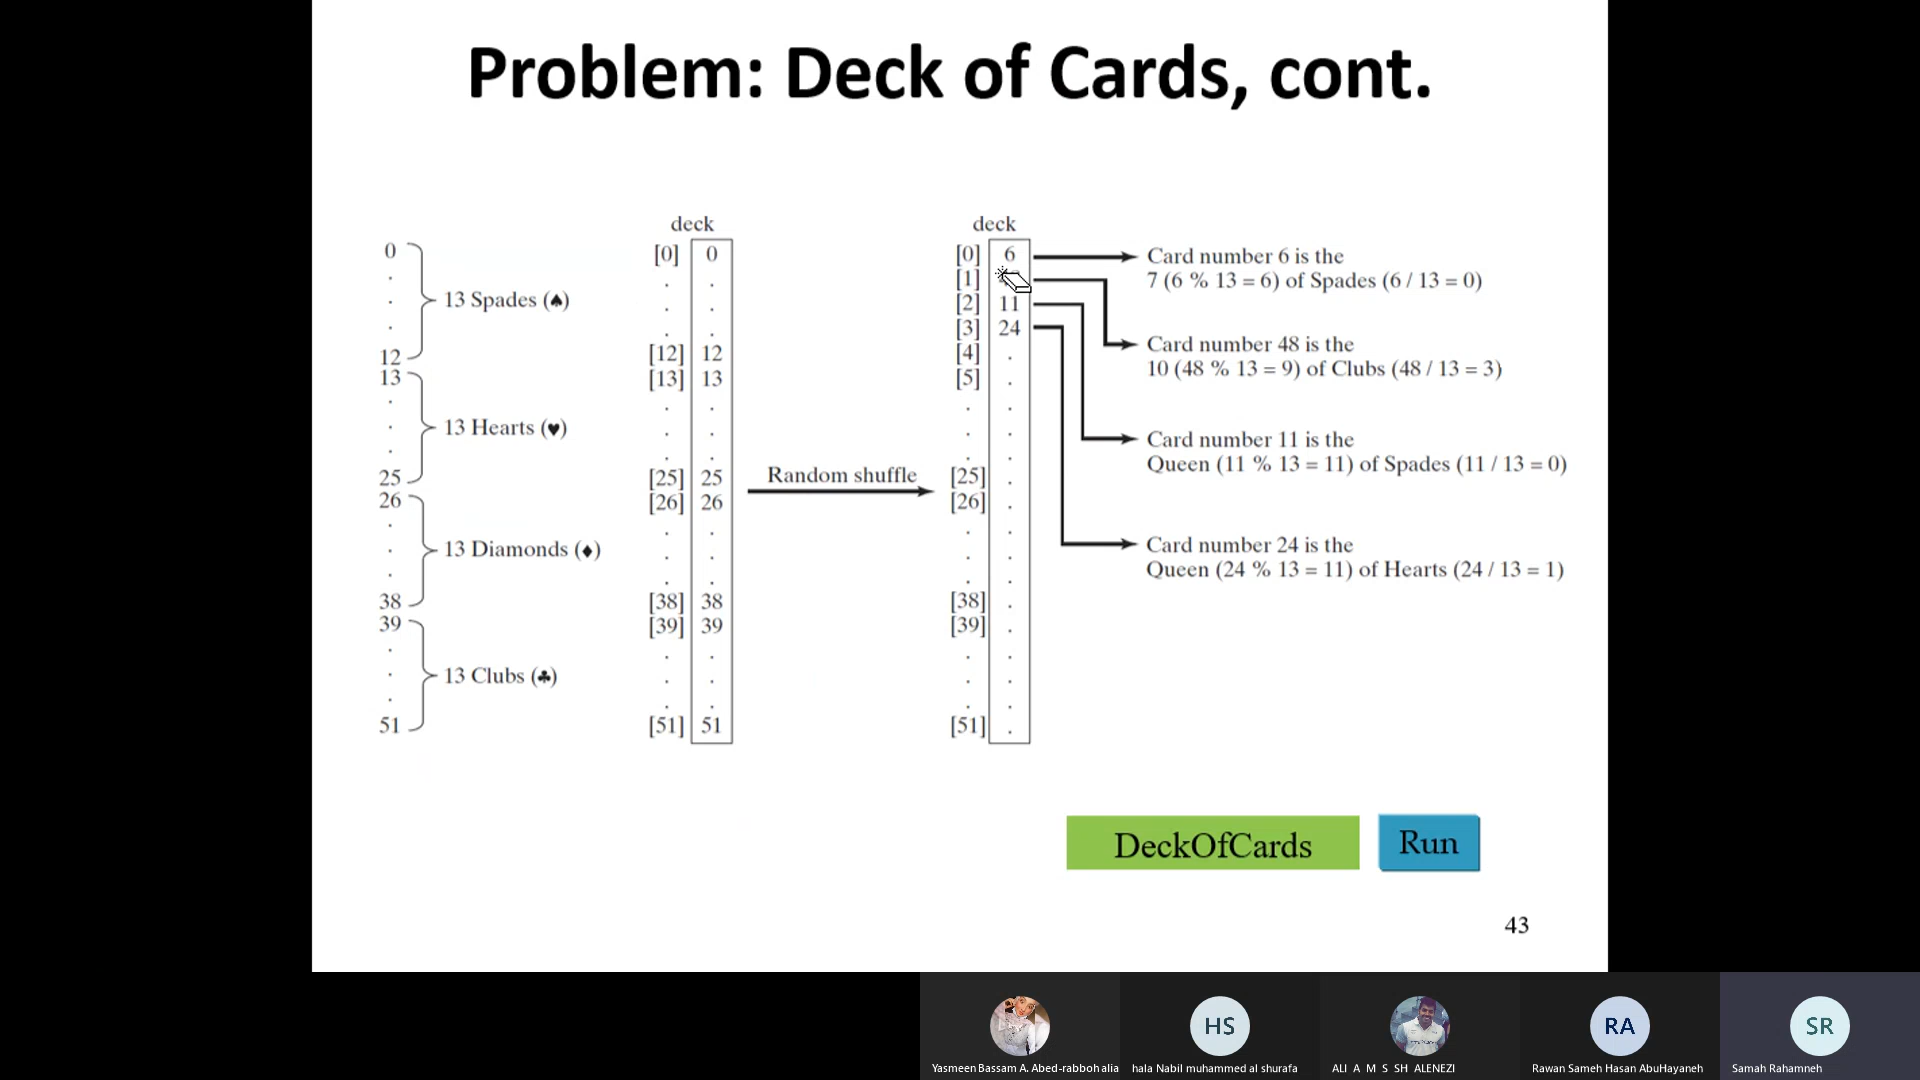 Problem: Deck of Cards, cont.
deck
deck
0
12
13 Spades (♠)
13
25
13 Hearts (♥)
26
38
13 Diamonds (♦)
39
51
13 Clubs (♣)
[0] 0
[12] 12
[13] 13
[25] 25
[26] 26
[38] 38
[39] 39
[51] 51
Random shuffle
[0] 6
[1]
[2] 11
[3] 24
[4]
[5]
[25]
[26]
[38]
[39]
[51]
Card number 6 is the
7 (6 % 13 = 6) of Spades (6 / 13 = 0)
Card number 48 is the
10 (48 % 13 = 9) of Clubs (48 / 13 = 3)
Card number 11 is the
Queen (11 % 13 = 11) of Spades (11 / 13 = 0)
Card number 24 is the
Queen (24 % 13 = 11) of Hearts (24 / 13 = 1)
DeckOfCards
Run
43
HS
RA
SR
Yasmeen Bassam A. Abed-rabboh alia
hala Nabil muhammed al shurafa
ALI A M S SH ALENEZI
Rawan Sameh Hasan AbuHayaneh
Samah Rahamneh